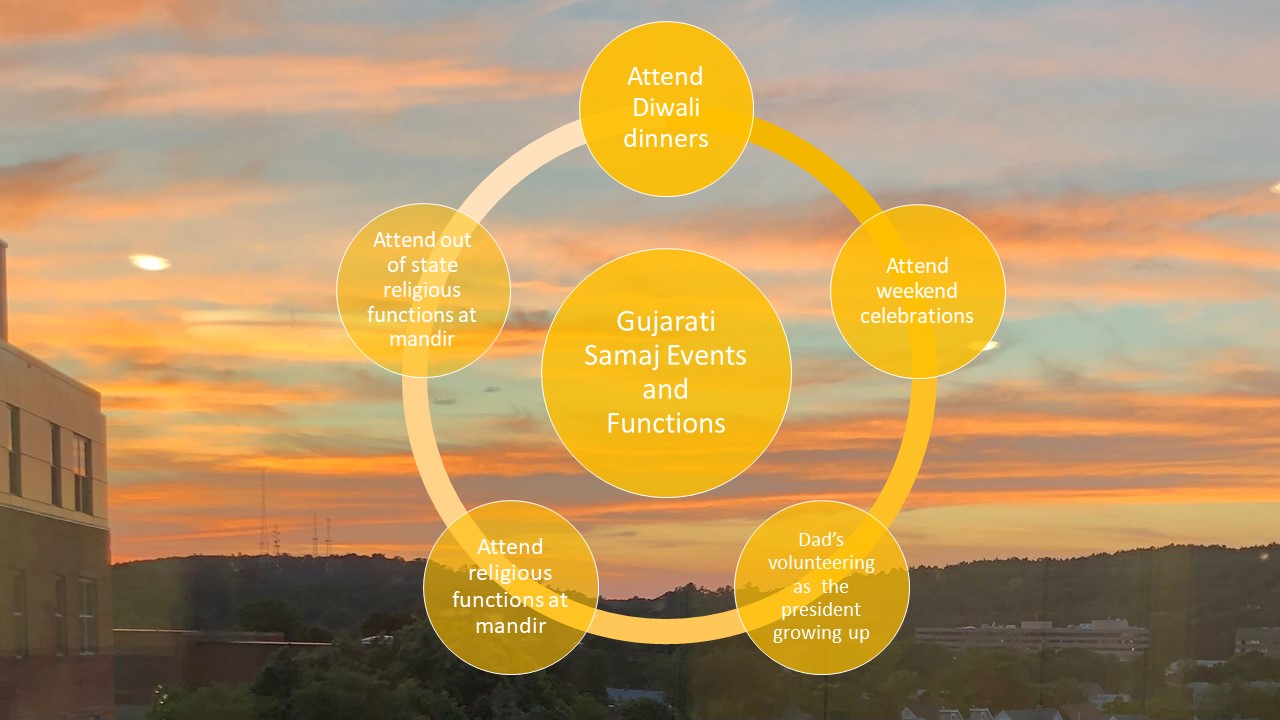 Attend
Diwali
dinners
Attend
weekend
celebrations
Dad's
volunteering
as  the
president
growing up
Attend
religious
functions at
mandir
Attend out
of state
religious
functions at
mandir
Gujarati
Samaj Events
and
Functions